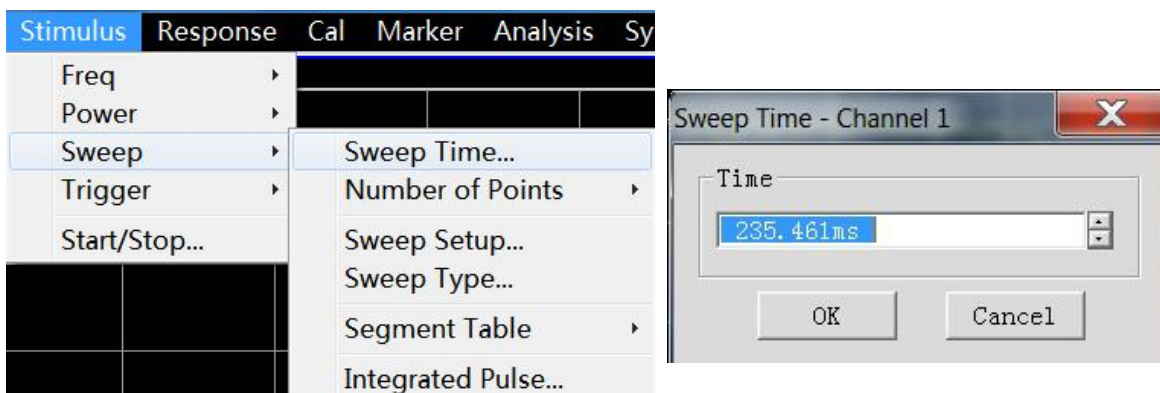 Stimulus Response Cal Marker Analysis Sy
Freq
Power
Sweep
Trigger
Start/Stop...
Sweep Time...
Number of Points
Sweep Setup...
Sweep Type...
Segment Table
Integrated Pulse...
Sweep Time - Channel 1
Time
235.461ms
OK Cancel